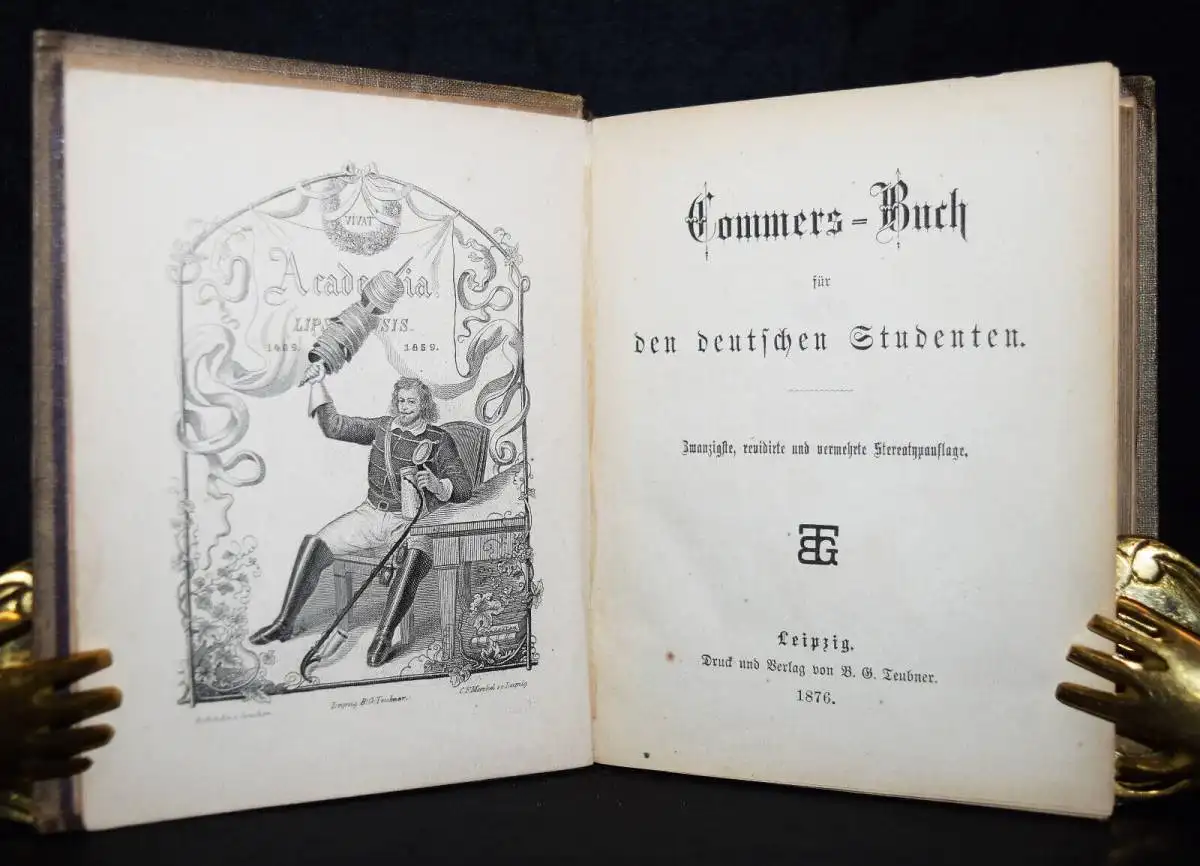 VIVAT
Academia
LIPSIENSIS.
1409. 1859.
Leipzig B.G. Teubner.
Commers-Buch
für
den deutschen Studenten.
Zwanzigste, revidirte und vermehrte Stereotypauflage.
BTG
Leipzig.
Druck und Verlag von B. G. Teubner.
1876.